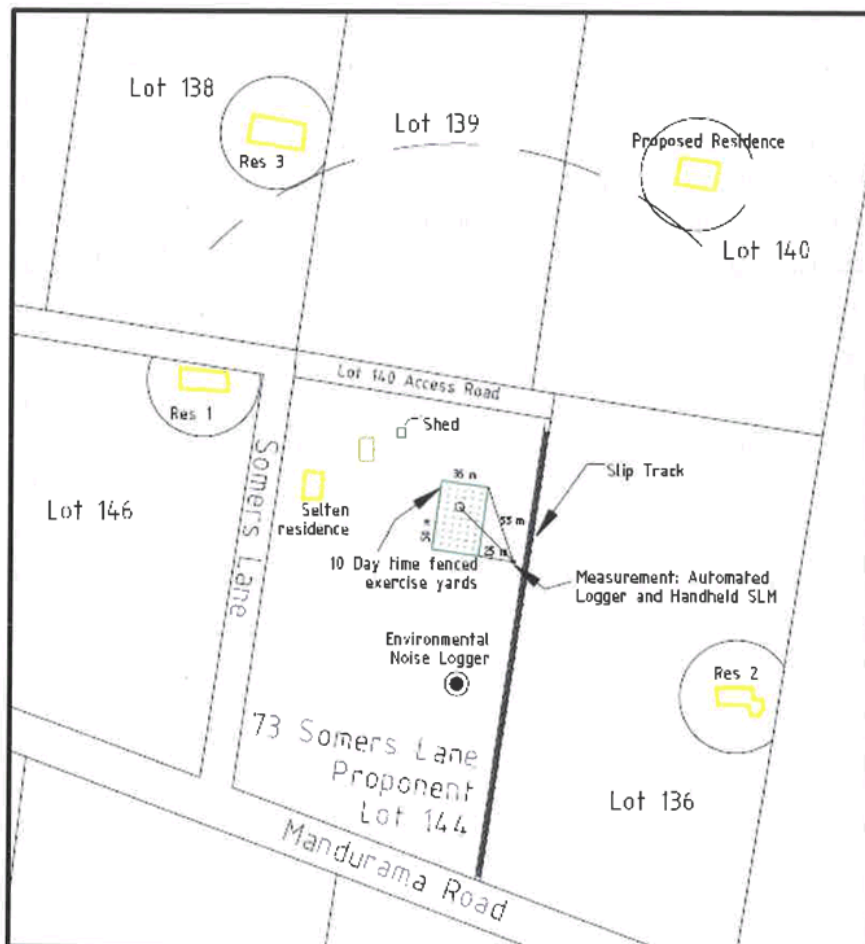 Lot 138
Lot 139
Res 3
Proposed Residence
Lot 140
Lot 140 Access Road
Res 1
Shed
Slip Track
Somers Lane
Lot 146
Selten
residence
36 m
55 m
25 m
10 Day time fenced
exercise yards
Measurement: Automated
Logger and Handheld SLM
Environmental
Noise Logger
Res 2
73 Somers Lane
Proponent
Lot 144
Lot 136
Mandurama Road